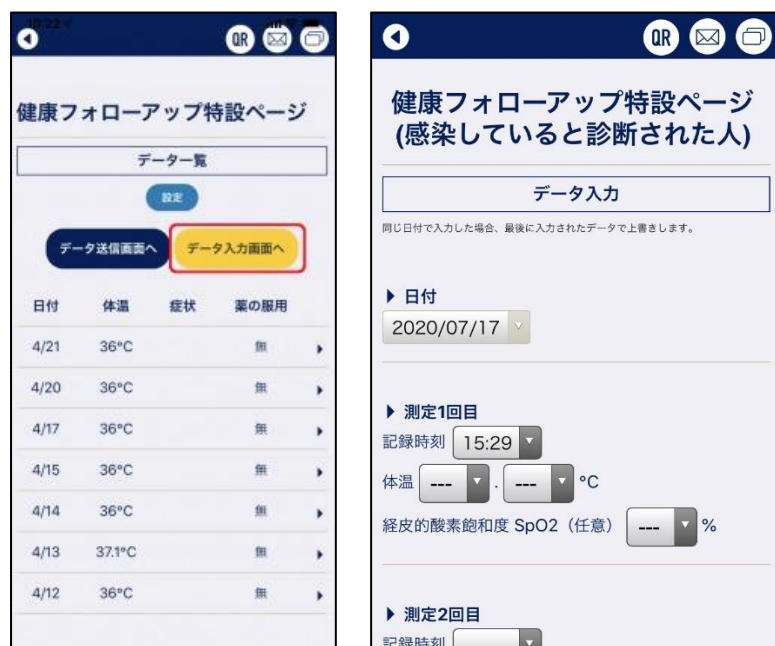 10:22
QR
健康フォローアップ特設ページ
データ一覧
設定
データ送信画面へ
データ入力画面へ
日付 体温 症状 薬の服用
4/21 36°C 無
4/20 36°C 無
4/17 36°C 無
4/15 36°C 無
4/14 36°C 無
4/13 37.1°C 無
4/12 36°C 無
QR
健康フォローアップ特設ページ
(感染していると診断された人)
データ入力
同じ日付で入力した場合、最後に入力されたデータで上書きします。
日付
2020/07/17
測定1回目
記録時刻 15:29
体温 --- . --- °C
経皮的酸素飽和度 SpO2（任意） --- %
測定2回目
記録時刻